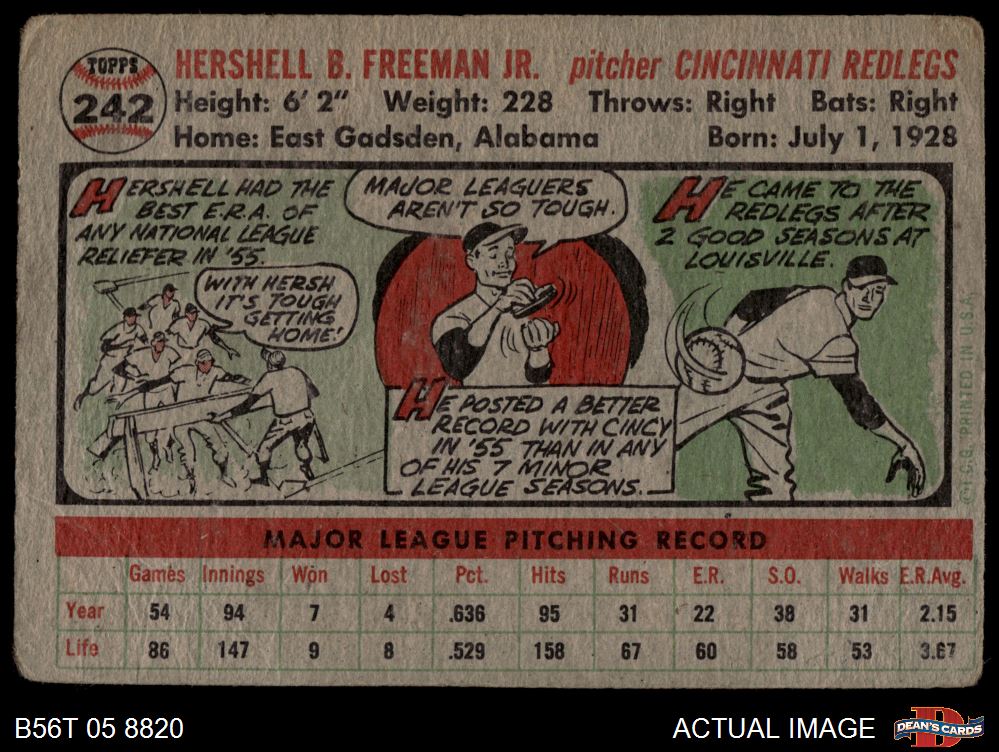 TOPPS
242
HERSHELL B. FREEMAN JR. pitcher CINCINNATI REDLEGS
Height: 6' 2" Weight: 228 Throws: Right Bats: Right
Home: East Gadsden, Alabama Born: July 1, 1928
HERSHELL HAD THE
BEST E.R.A. OF
ANY NATIONAL LEAGUE
RELIEFER IN '55.
WITH HERSH
IT'S TOUGH
GETTING
HOME!
MAJOR LEAGUERS
AREN'T SO TOUGH.
HE POSTED A BETTER
RECORD WITH CINCY
IN '55 THAN IN ANY
OF HIS 7 MINOR
LEAGUE SEASONS.
HE CAME TO THE
REDLEGS AFTER
2 GOOD SEASONS AT
LOUISVILLE.
©T.C.G. PRINTED IN U.S.A.
MAJOR LEAGUE PITCHING RECORD
Games Innings Won Lost Pct. Hits Runs E.R. S.O. Walks E.R.Avg.
Year 54 94 7 4 .636 95 31 22 38 31 2.15
Life 86 147 9 8 .529 158 67 60 58 53 3.67
B56T 05 8820
ACTUAL IMAGE
DEAN'S CARDS